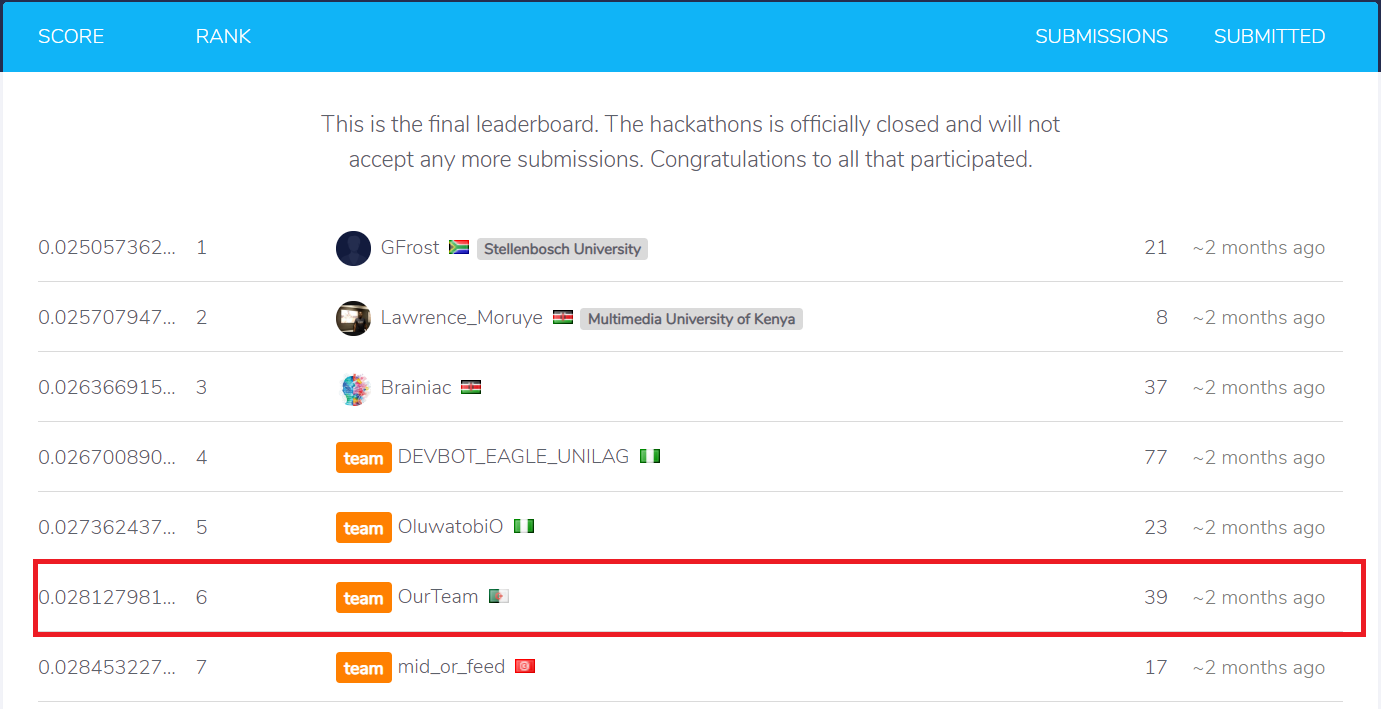 SCORE RANK SUBMISSIONS SUBMITTED
This is the final leaderboard. The hackathons is officially closed and will not
accept any more submissions. Congratulations to all that participated.
0.025057362... 1 GFrost Stellenbosch University 21 ~2 months ago
0.025707947... 2 Lawrence_Moruye Multimedia University of Kenya 8 ~2 months ago
0.026366915... 3 Brainiac 37 ~2 months ago
0.026700890... 4 team DEVBOT_EAGLE_UNILAG 77 ~2 months ago
0.027362437... 5 team OluwatobiO 23 ~2 months ago
0.028127981... 6 team OurTeam 39 ~2 months ago
0.028453227... 7 team mid_or_feed 17 ~2 months ago